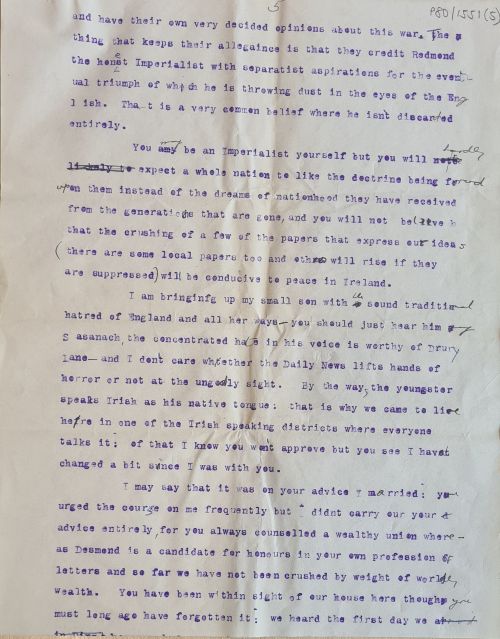 5
P80/1551(5)
and have their own very decided opinions about this war. The
thing that keeps their allegaince is that they credit Redmond
the honest Imperialist with separatist aspirations for the event-
ual triumph of which he is throwing dust in the eyes of the Eng
lish. That is a very common belief where he isnt discarded
entirely.
You may be an Imperialist yourself but you will hardly
expect a whole nation to like the doctrine being forced
upon them instead of the dreams of nationhood they have received
from the generations that are gone, and you will not believe
that the crushing of a few of the papers that express our ideas
(there are some local papers too and others will rise if they
are suppressed) will be conducive to peace in Ireland.
I am bringinfg up my small son with the sound traditional
hatred of England and all her ways - you should just hear him say
Sasanach, the concentrated hate in his voice is worthy of Drury
Lane - and I dont care whether the Daily News lifts hands of
horror or not at the ungodly sight. By the way, the youngster
speaks Irish as his native tongue: that is why we came to live
here in one of the Irish speaking districts where everyone
talks it: of that I know you wont approve but you see I havent
changed a bit since I was with you.
I may say that it was on your advice I married: you
urged the course on me frequently but I didnt carry our your
advice entirely, for you always counselled a wealthy union where-
as Desmond is a candidate for honours in your own profession of
letters and so far we have not been crushed by weight of worldly
wealth. You have been within sight of our house here though you
must long ago have forgotten it: we heard the first day we